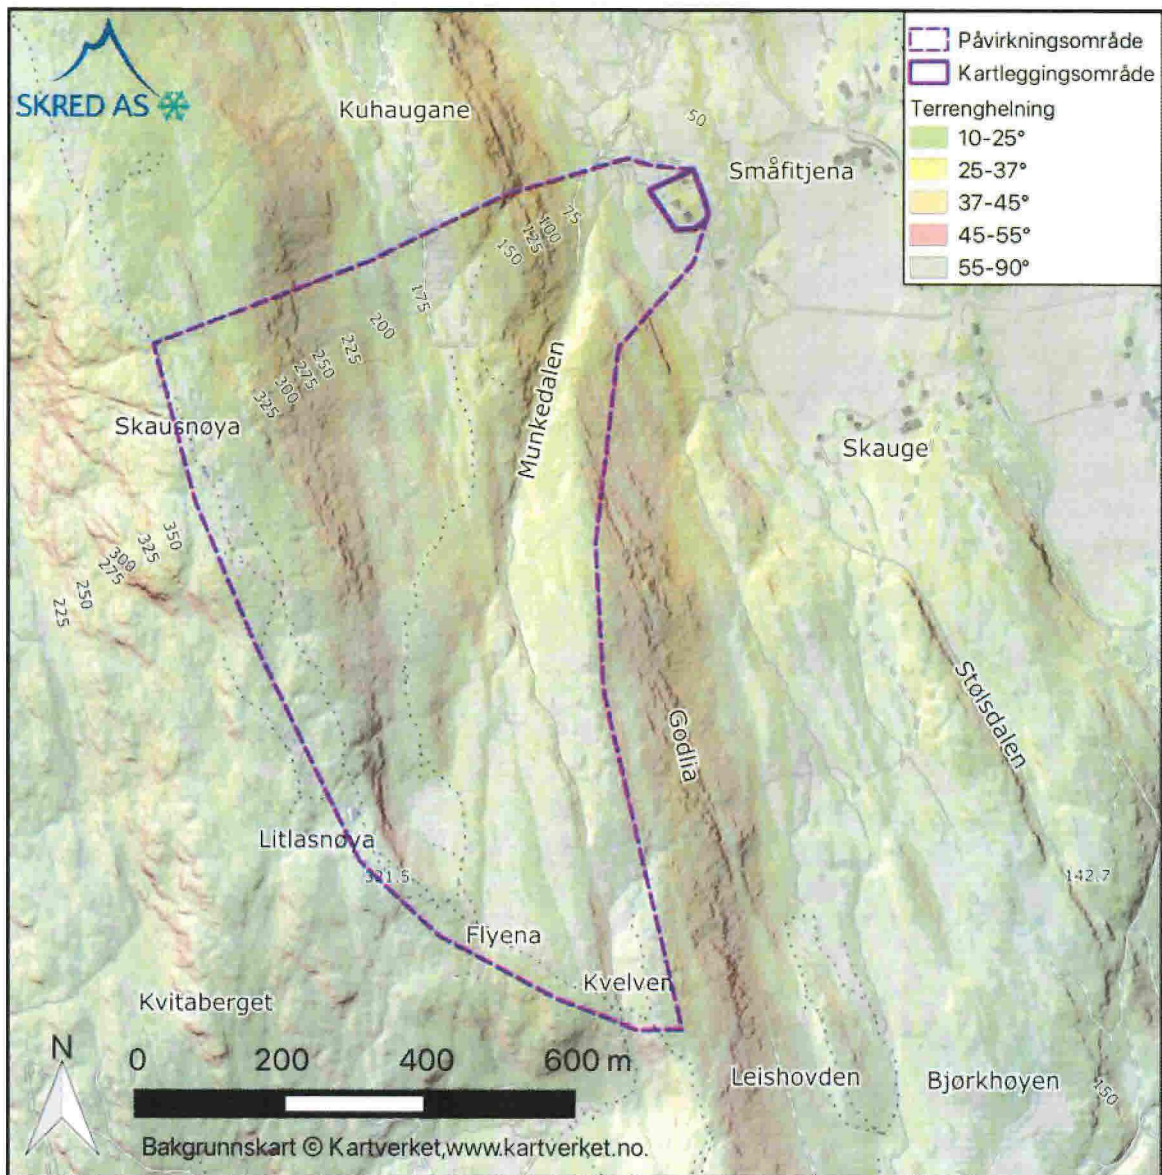 SKRED AS
Påvirkningsområde
Kartleggingsområde
Terrenghelning
10-25°
25-37°
37-45°
45-55°
55-90°
Kuhaugane
50
Småfitjena
75
100
125
150
175
200
225
250
275
300
325
Munkedalen
Skausnøya
Skauge
350
325
300
275
250
225
Stølsdalen
Godlia
Litlasnøya
321.5
142.7
Flyena
Kvelven
Kvitaberget
Leishovden
Bjørkhøyen
150
N
0 200 400 600 m
Bakgrunnskart © Kartverket,www.kartverket.no.